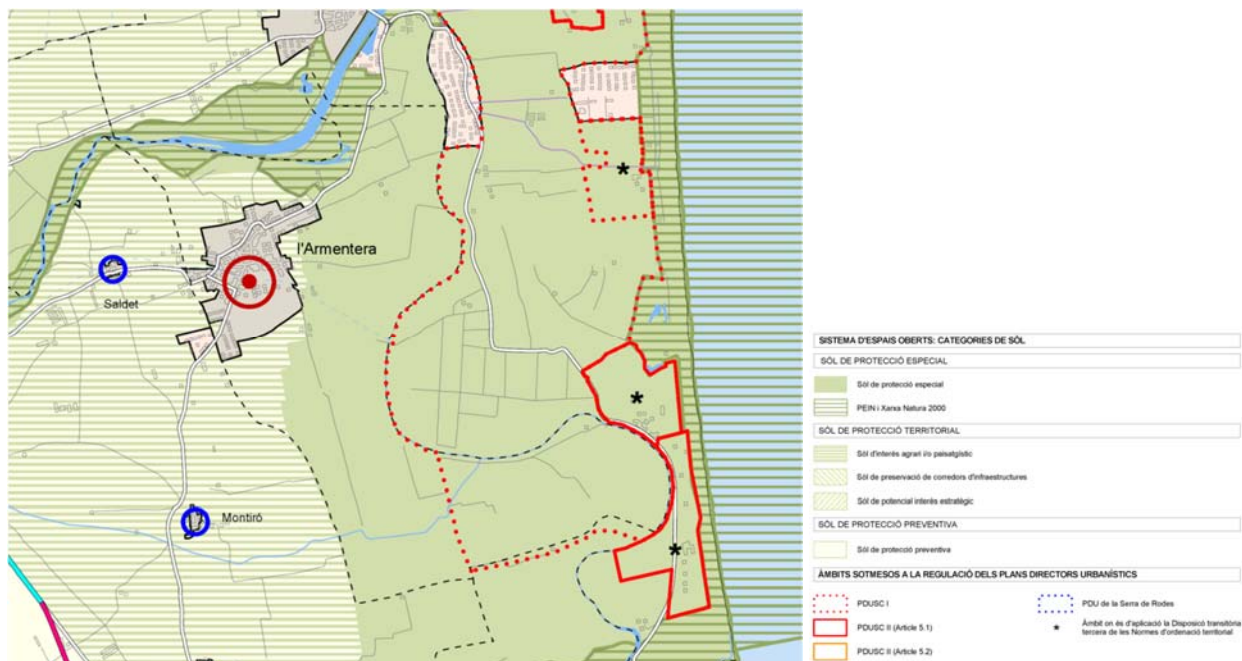 l'Armentera
Saldet
Montiró
*
*
*
SISTEMA D'ESPAIS OBERTS: CATEGORIES DE SÒL
SÒL DE PROTECCIÓ ESPECIAL
Sòl de protecció especial
PEIN i Xarxa Natura 2000
SÒL DE PROTECCIÓ TERRITORIAL
Sòl d'interès agrari i/o paisatgístic
Sòl de preservació de corredors d'infraestructures
Sòl de potencial interès estratègic
SÒL DE PROTECCIÓ PREVENTIVA
Sòl de protecció preventiva
ÀMBITS SOTMESOS A LA REGULACIÓ DELS PLANS DIRECTORS URBANÍSTICS
PDUSC I
PDUSC II (Article 5.1)
PDUSC II (Article 5.2)
PDU de la Serra de Rodes
* Àmbit on és d'aplicació la Disposició transitòria
tercera de les Normes d'ordenació territorial